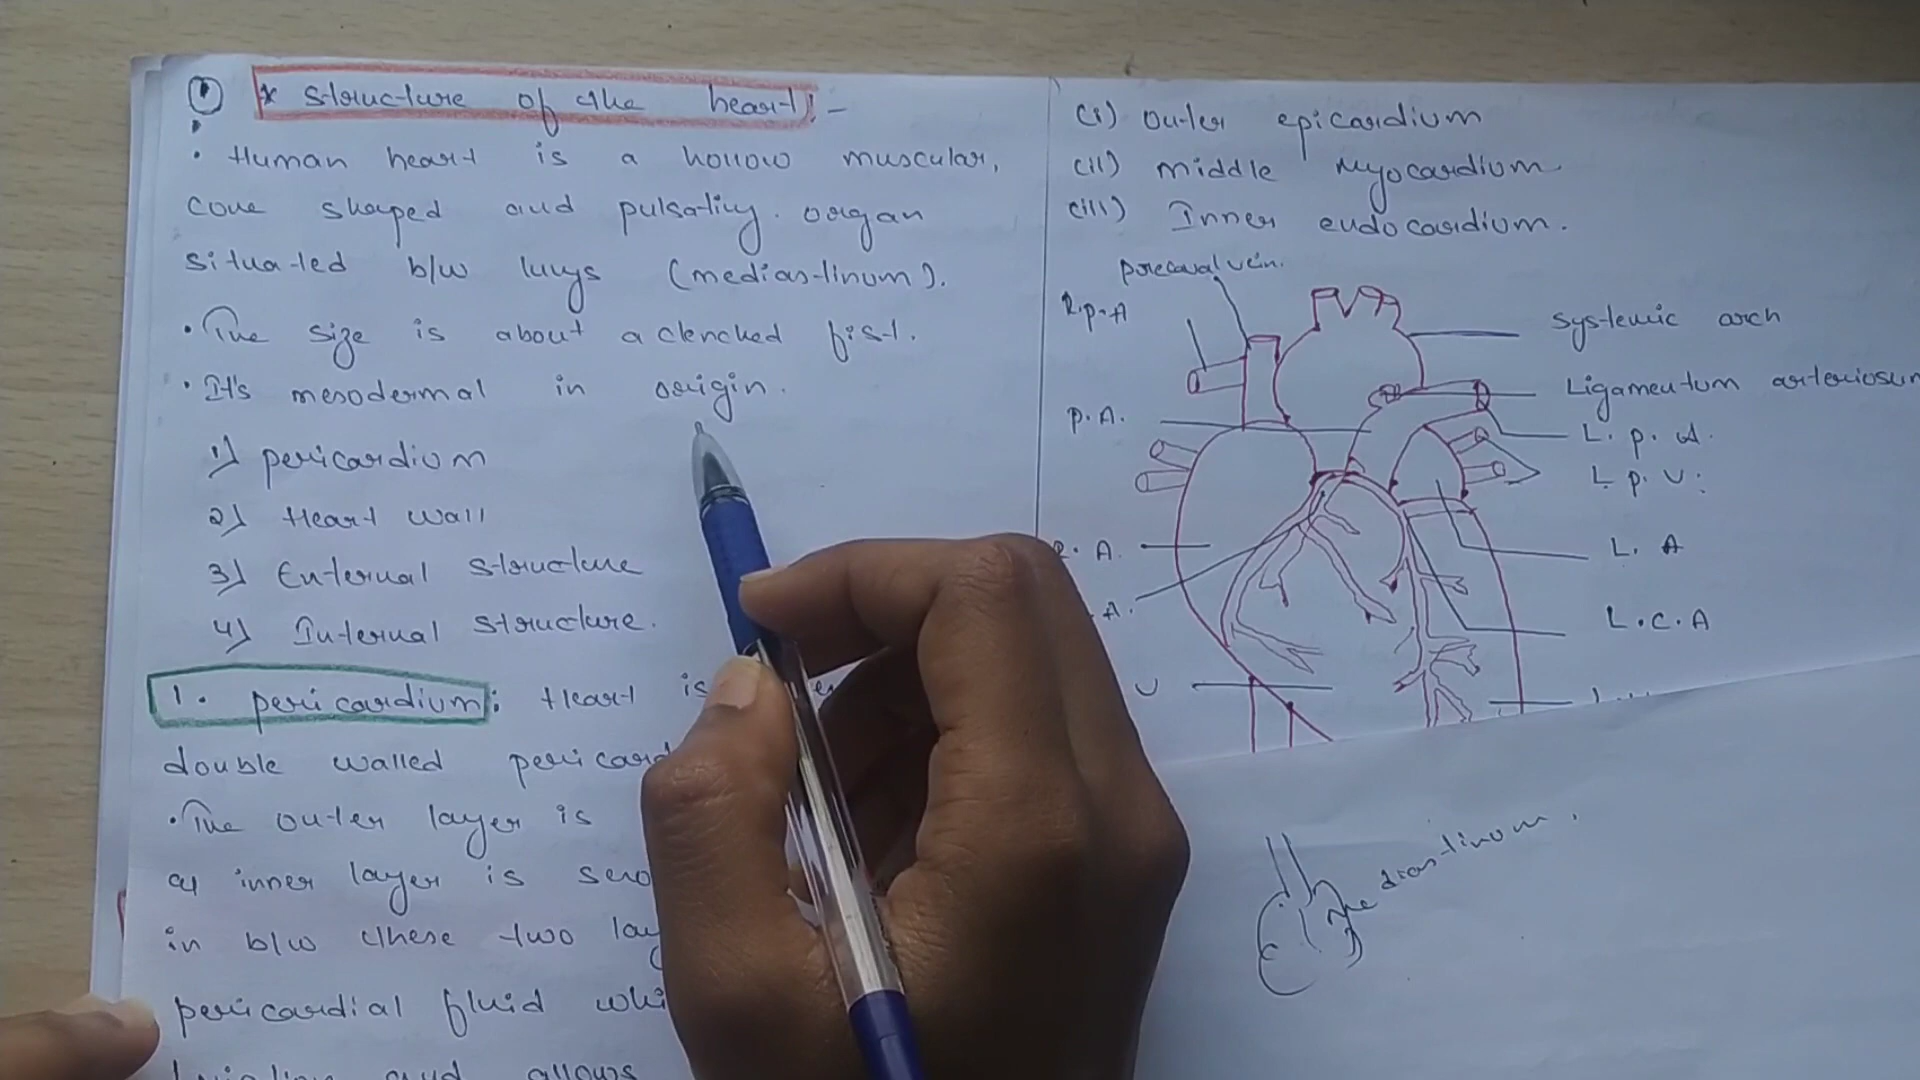 1
* Structure of the heart:-
• Human heart is a hollow muscular,
cone shaped and pulsating organ
situated b/w lungs (mediastinum).
• The size is about a clenched fist.
• It's mesodermal in origin.
1) pericardium
2) Heart wall
3) External structure
4) Internal structure.
1. pericardium: Heart is
double walled
• The outer layer is
inner layer is
in b/w these two
pericardial fluid
and allows
(i) outer epicardium
(ii) middle Myocardium.
(iii) Inner endocardium.
precaval vein.
R.P.A
systemic arch
Ligamentum arteriosum
P.A.
L.P.A.
L.P.V.
R.A.
L.A
A.
L.C.A
V
mediastinum.